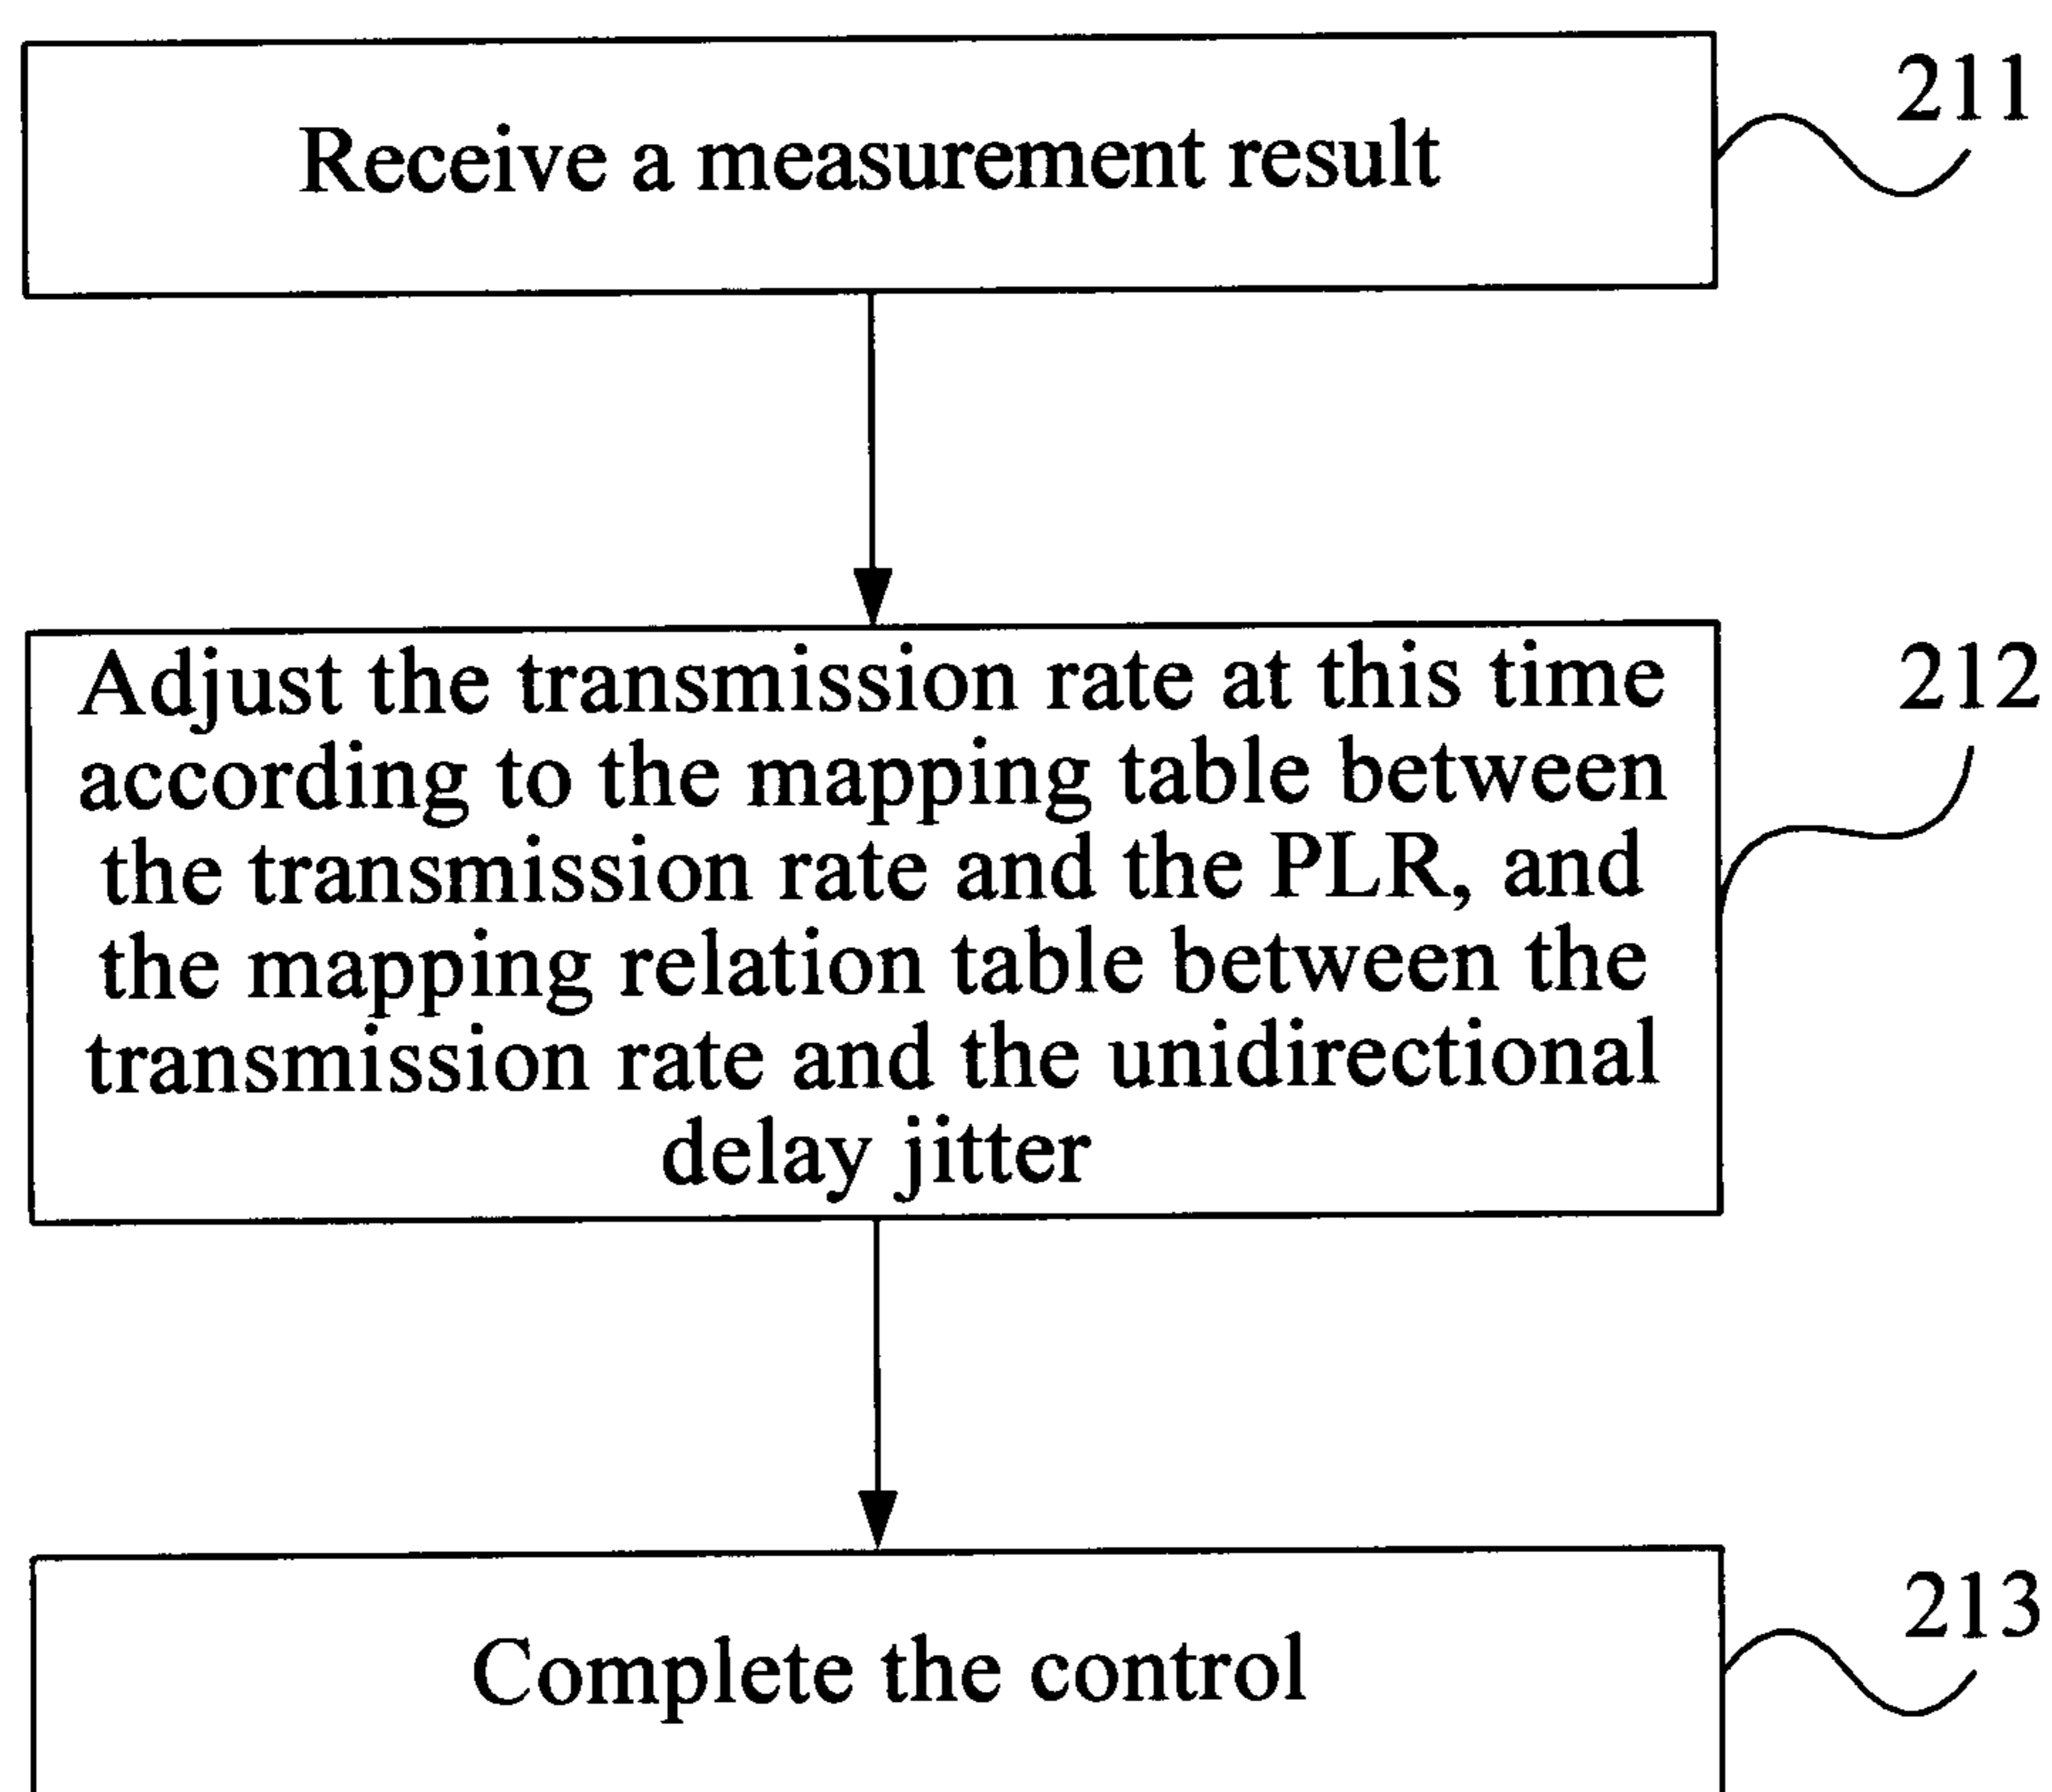 Receive a measurement result
211
Adjust the transmission rate at this time
according to the mapping table between
the transmission rate and the PLR, and
the mapping relation table between the
transmission rate and the unidirectional
delay jitter
212
Complete the control
213